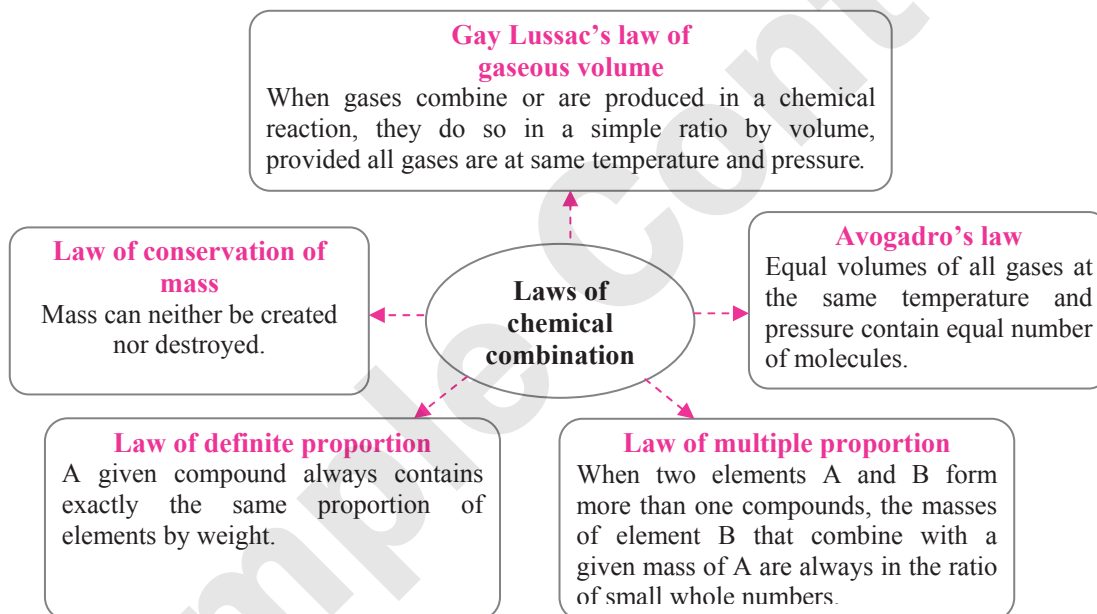 Gay Lussac's law of
gaseous volume
When gases combine or are produced in a chemical
reaction, they do so in a simple ratio by volume,
provided all gases are at same temperature and pressure.
Law of conservation of
mass
Mass can neither be created
nor destroyed.
Laws of
chemical
combination
Avogadro's law
Equal volumes of all gases at
the same temperature and
pressure contain equal number
of molecules.
Law of definite proportion
A given compound always contains
exactly the same proportion of
elements by weight.
Law of multiple proportion
When two elements A and B form
more than one compounds, the masses
of element B that combine with a
given mass of A are always in the ratio
of small whole numbers.
mple Cont